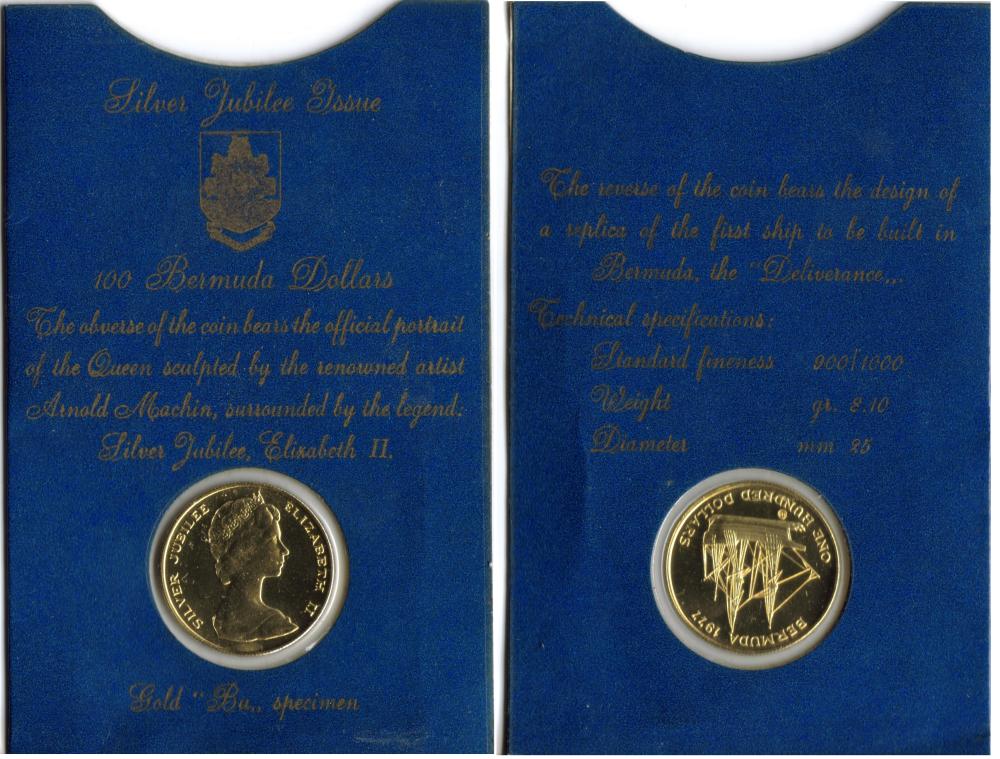 Silver Jubilee Issue
100 Bermuda Dollars
The obverse of the coin bears the official portrait
of the Queen sculpted by the renowned artist
Arnold Machin, surrounded by the legend:
Silver Jubilee, Elizabeth II.
SILVER JUBILEE ELIZABETH II
Gold "Bu„ specimen
The reverse of the coin bears the design of
a replica of the first ship to be built in
Bermuda, the "Deliverance„.
Technical specifications:
Standard fineness 900/1000
Weight gr. 8.10
Diameter mm 25
BERMUDA 1977
ONE HUNDRED DOLLARS